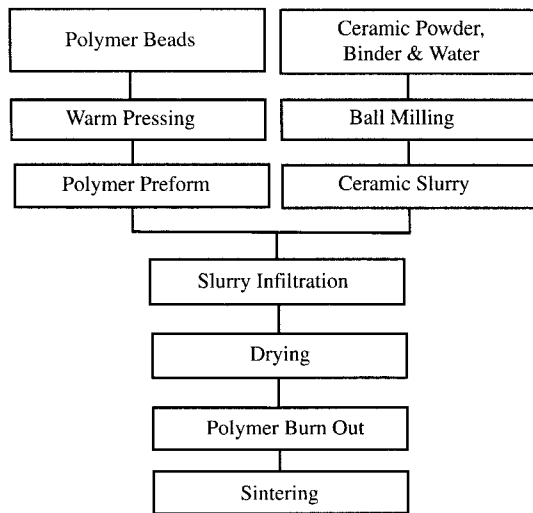 Polymer Beads
Ceramic Powder,
Binder & Water
Warm Pressing
Ball Milling
Polymer Preform
Ceramic Slurry
Slurry Infiltration
Drying
Polymer Burn Out
Sintering